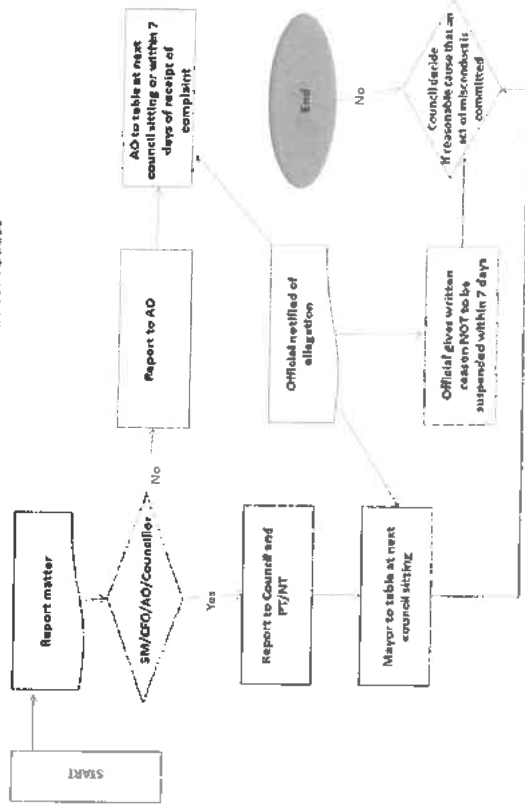 START
Report matter
SM/CFO/AO/Councillor
No
Yes
Report to AO
AO to table at next
council sitting or within 7
days of receipt of
complaint
Report to Council and
PT/NT
Mayor to table at next
council sitting
Official notified of
allegation
Official gives written
reason NOT to be
suspended within 7 days
Council decide
if reasonable cause that an
act of misconduct is
committed
No
End